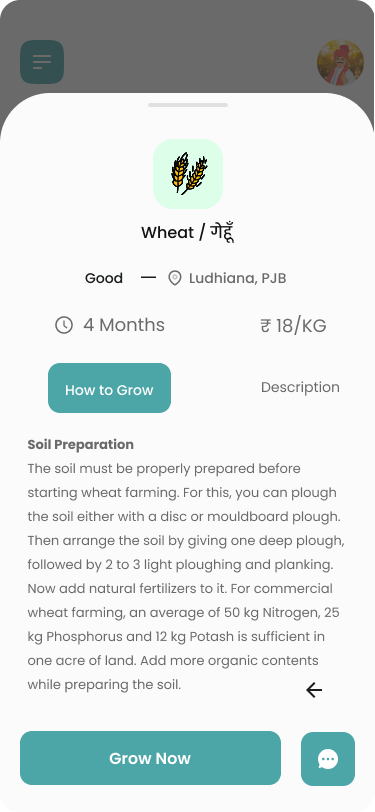 Wheat / गेहूँ
Good — Ludhiana, PJB
4 Months ₹ 18/KG
How to Grow Description
Soil Preparation
The soil must be properly prepared before
starting wheat farming. For this, you can plough
the soil either with a disc or mouldboard plough.
Then arrange the soil by giving one deep plough,
followed by 2 to 3 light ploughing and planking.
Now add natural fertilizers to it. For commercial
wheat farming, an average of 50 kg Nitrogen, 25
kg Phosphorus and 12 kg Potash is sufficient in
one acre of land. Add more organic contents
while preparing the soil.
Grow Now